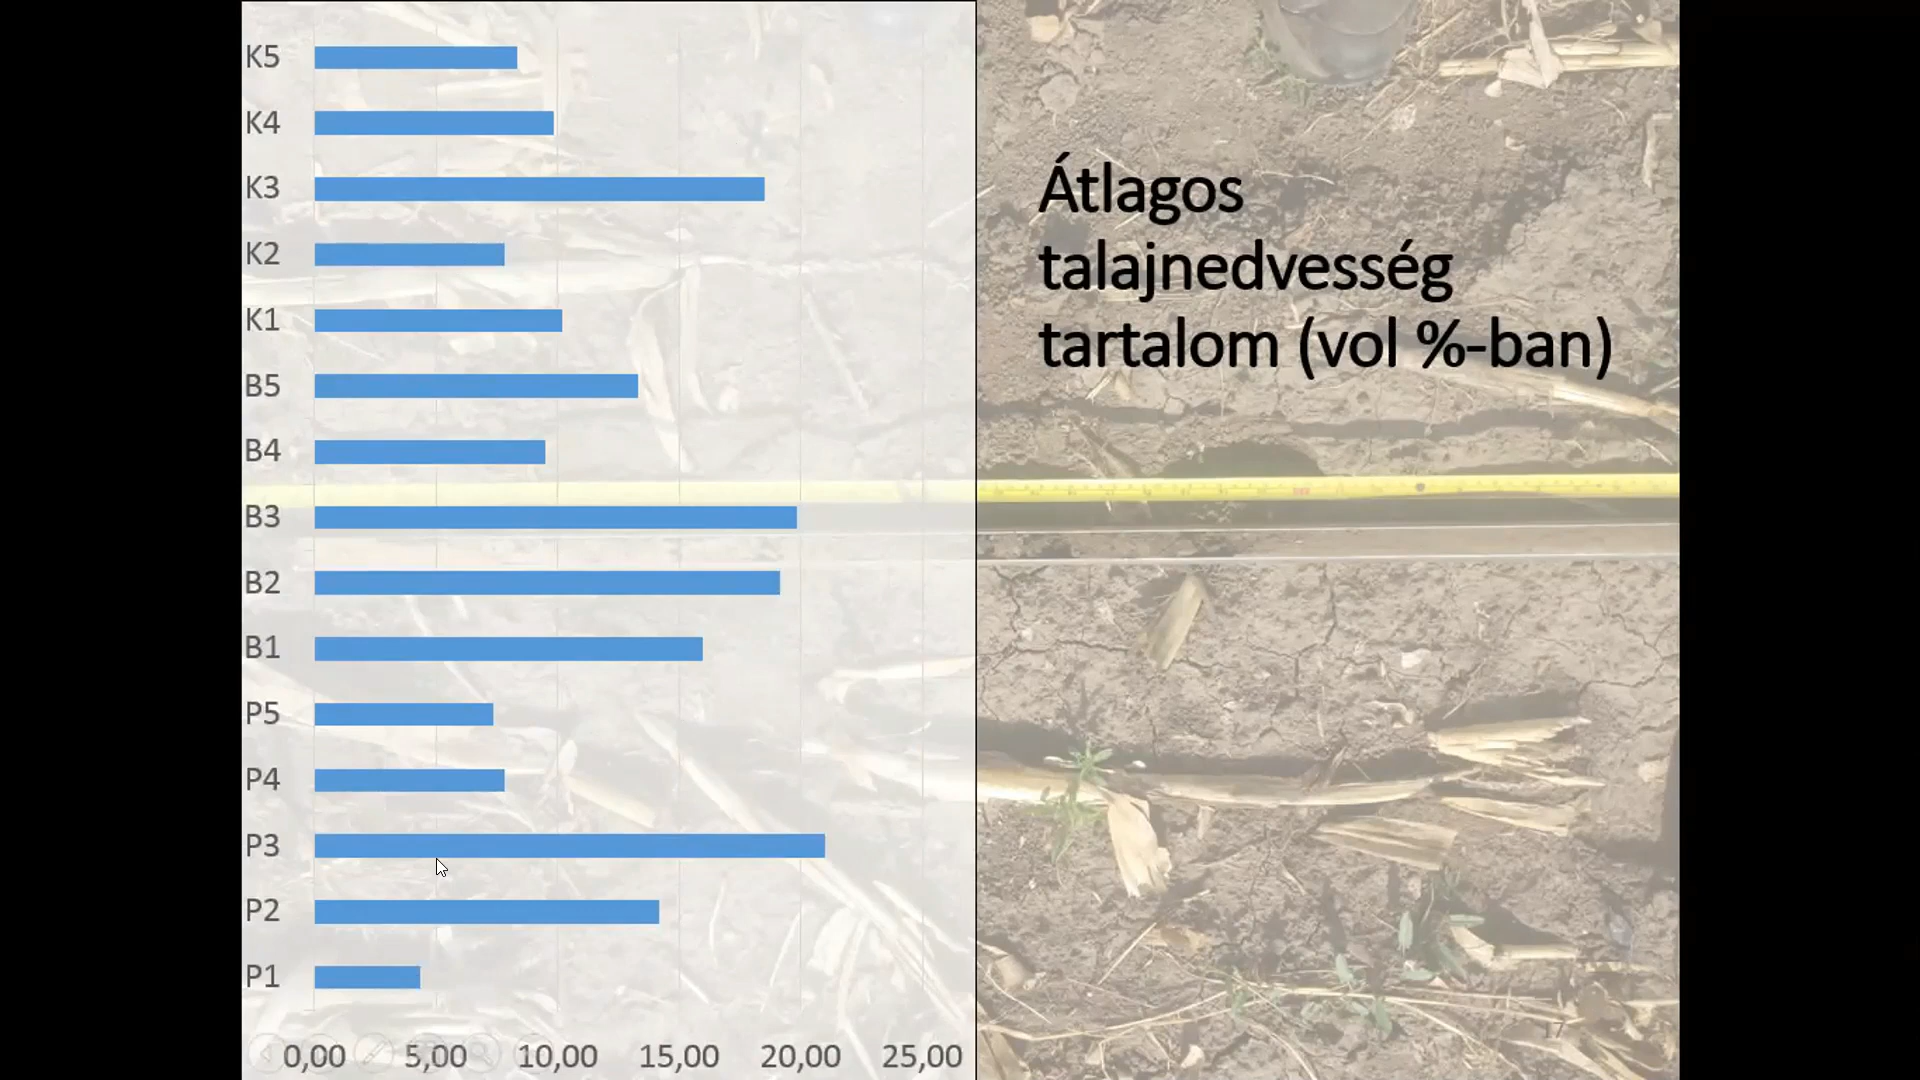 K5
K4
K3
K2
K1
B5
B4
B3
B2
B1
P5
P4
P3
P2
P1
0,00 5,00 10,00 15,00 20,00 25,00
Átlagos
talajnedvesség
tartalom (vol %-ban)
17